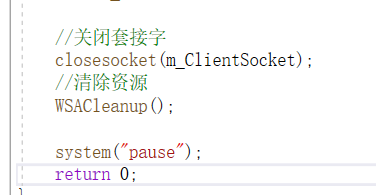 //关闭套接字
closesocket(m_ClientSocket);
//清除资源
WSACleanup();
system("pause");
return 0;